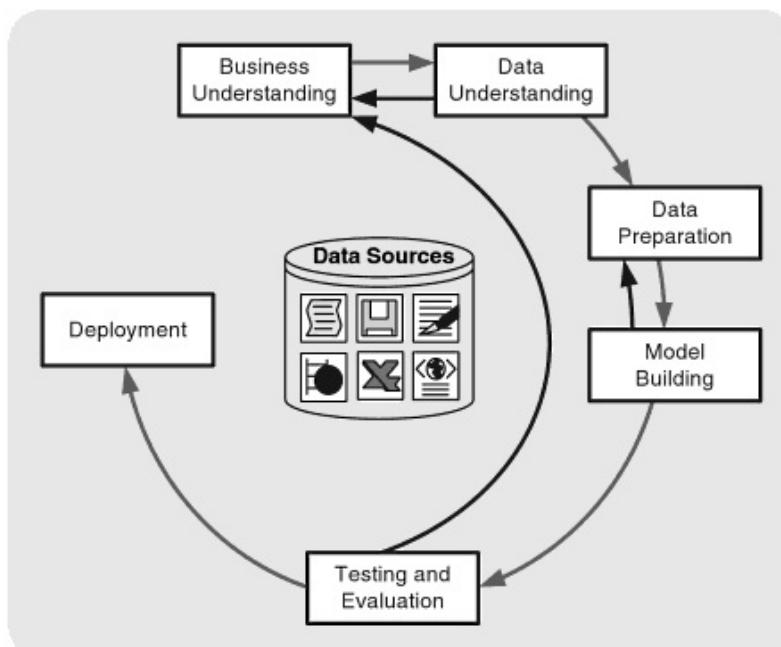 Business
Understanding
Data
Understanding
Data
Preparation
Data Sources
Deployment
Model
Building
Testing and
Evaluation